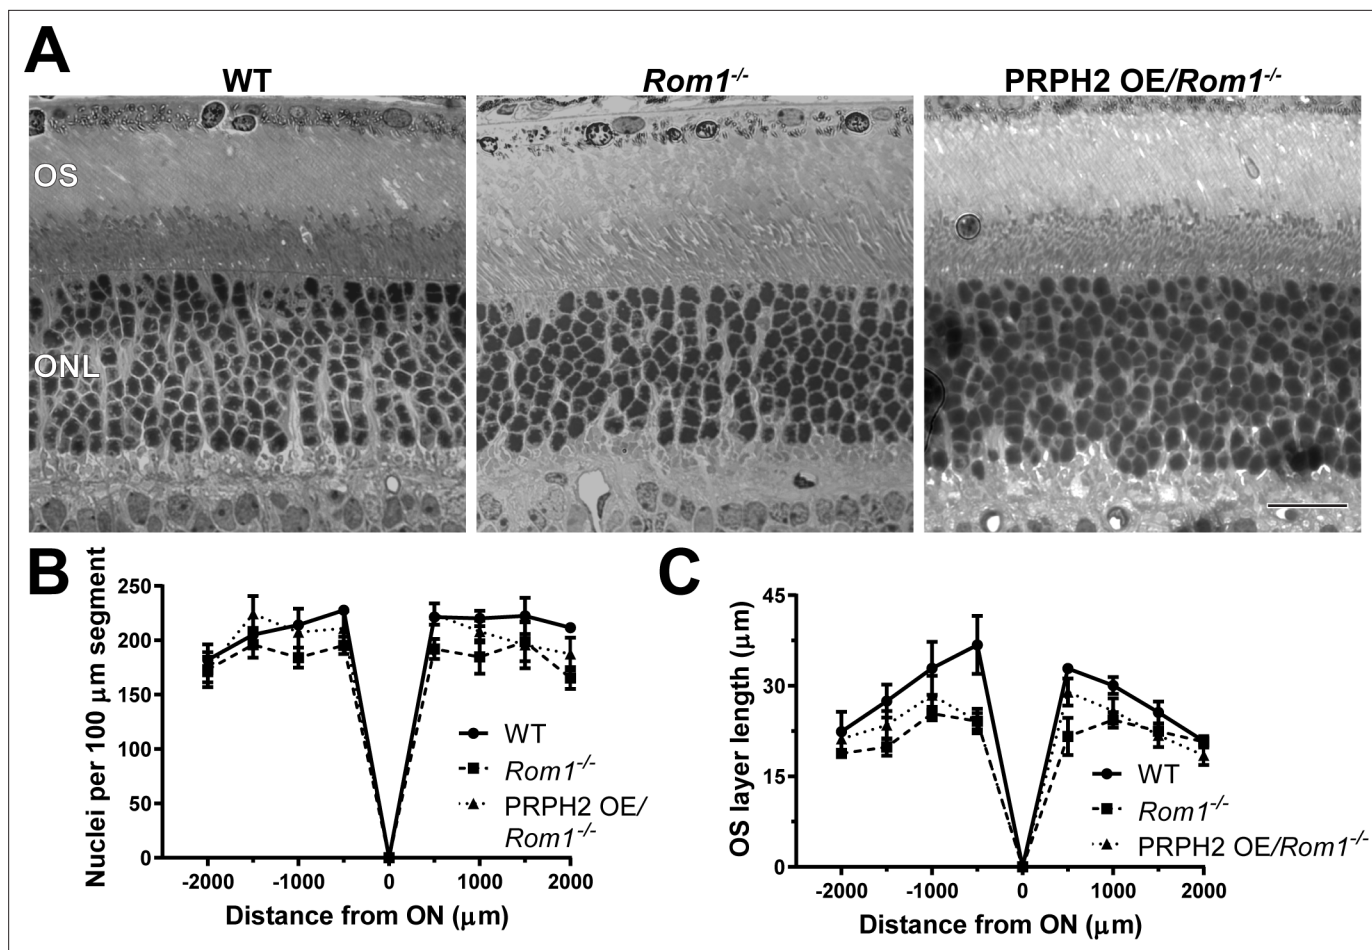 A
WT
Rom1-/-
PRPH2 OE/Rom1-/-
OS
ONL
B
Nuclei per 100 μm segment
250
200
150
100
50
0
-2000
-1000
0
1000
2000
Distance from ON (μm)
WT
Rom1-/-
PRPH2 OE/
Rom1-/-
C
OS layer length (μm)
45
30
15
0
-2000
-1000
0
1000
2000
Distance from ON (μm)
WT
Rom1-/-
PRPH2 OE/Rom1-/-